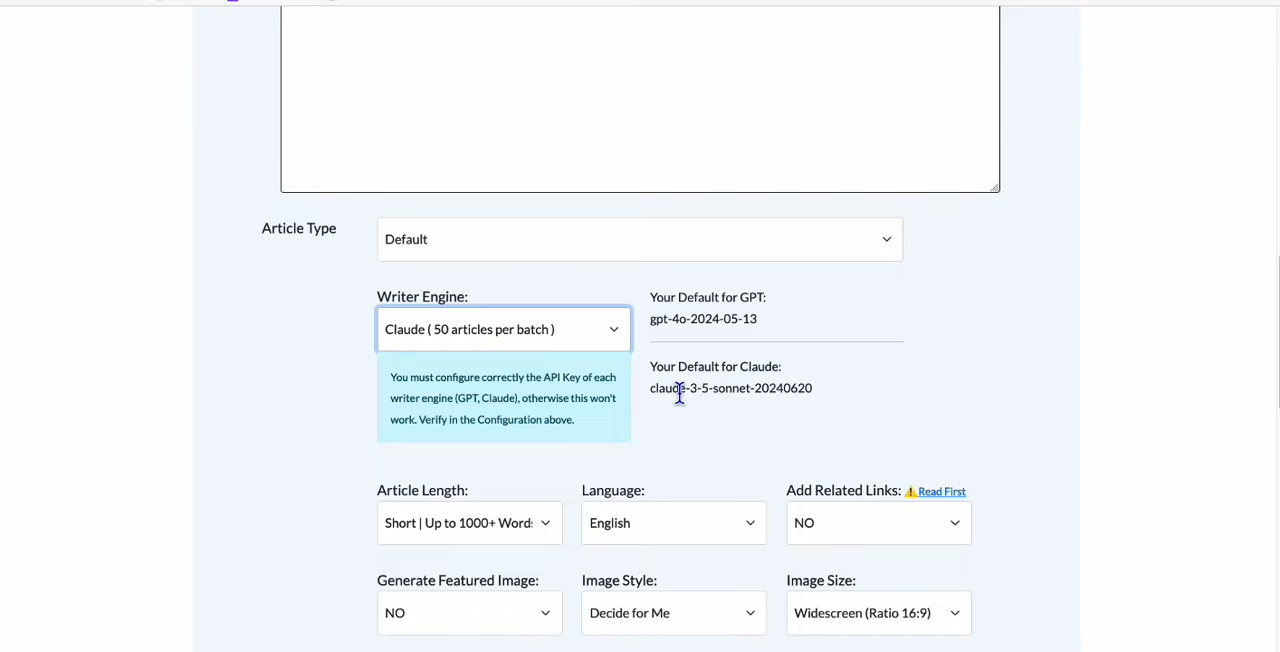 Article Type
Default
Writer Engine:
Claude ( 50 articles per batch )
You must configure correctly the API Key of each
writer engine (GPT, Claude), otherwise this won't
work. Verify in the Configuration above.
Your Default for GPT:
gpt-4o-2024-05-13
Your Default for Claude:
claude-3-5-sonnet-20240620
Article Length:
Short | Up to 1000+ Word
Language:
English
Add Related Links: ⚠️ Read First
NO
Generate Featured Image:
NO
Image Style:
Decide for Me
Image Size:
Widescreen (Ratio 16:9)